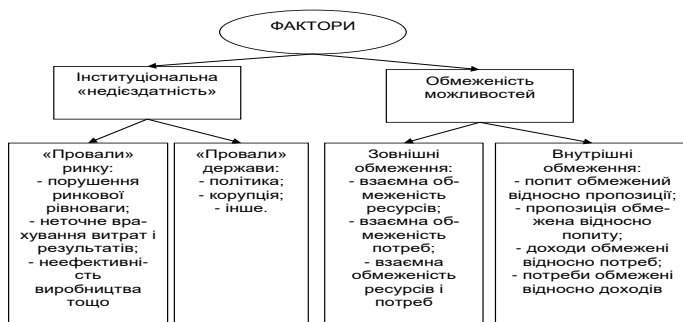 ФАКТОРИ
Інституціональна
«недієздатність»
Обмеженість
можливостей
«Провали»
ринку:
- порушення
ринкової
рівноваги;
- неточне вра-
хування витрат і
результатів;
- неефективні-
сть
виробництва
тощо
«Провали»
держави:
- політика;
- корупція;
- інше.
Зовнішні
обмеження:
- взаємна об-
меженість
ресурсів;
- взаємна об-
меженість
потреб;
- взаємна
обмеженість
ресурсів і
потреб
Внутрішні
обмеження:
- попит обмежений
відносно пропозиції;
- пропозиція обме-
жена відносно
попиту;
- доходи обмежені
відносно потреб;
- потреби обмежені
відносно доходів